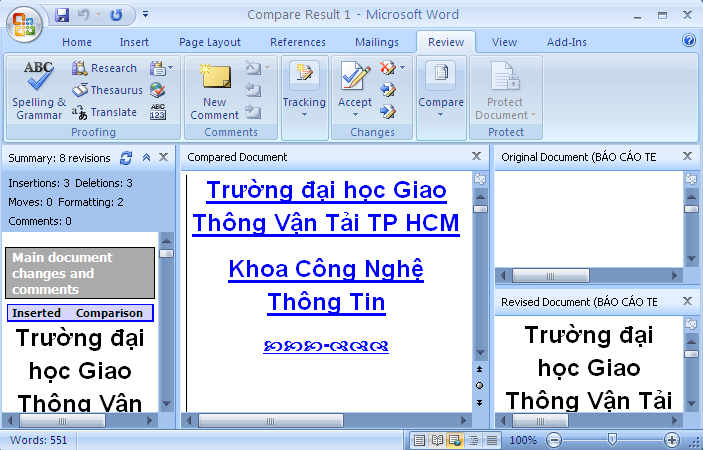 Compare Result 1 - Microsoft Word
Home Insert Page Layout References Mailings Review View Add-Ins
ABC Spelling & Grammar
Research
Thesaurus
Translate
ABC 123
Proofing
New Comment
Comments
Tracking
Accept
Changes
Compare
Protect Document
Protect
Summary: 8 revisions
Insertions: 3 Deletions: 3
Moves: 0 Formatting: 2
Comments: 0
Main document
changes and
comments
Inserted Comparison
Trường đại
học Giao
Thông Vận
Compared Document
Trường đại học Giao
Thông Vận Tải TP HCM
Khoa Công Nghệ
Thông Tin
Original Document (BÁO CÁO TE
Revised Document (BÁO CÁO TE
Trường đại
học Giao
Thông Vận Tải
Words: 551
100%